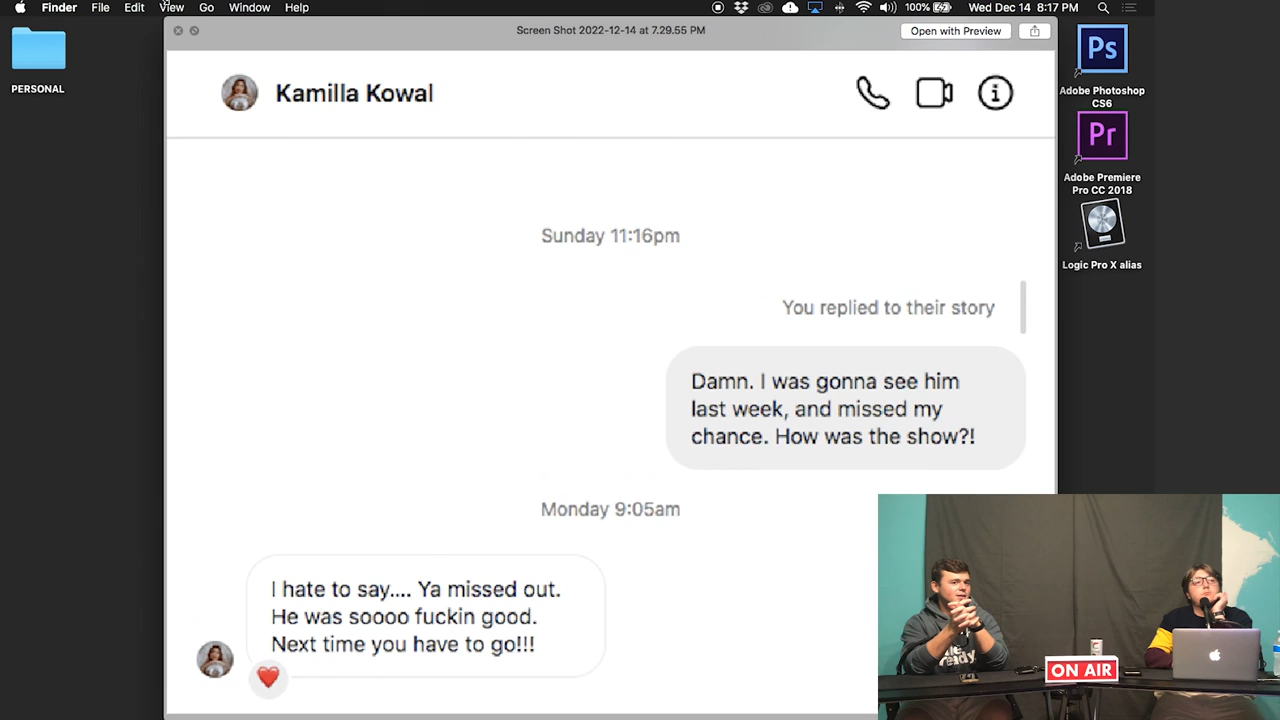 Finder File Edit View Go Window Help
100% Wed Dec 14 8:17 PM
Screen Shot 2022-12-14 at 7.29.55 PM
Open with Preview
PERSONAL
Ps
Adobe Photoshop
CS6
Pr
Adobe Premiere
Pro CC 2018
Logic Pro X alias
Kamilla Kowal
Sunday 11:16pm
You replied to their story
Damn. I was gonna see him
last week, and missed my
chance. How was the show?!
Monday 9:05am
I hate to say.... Ya missed out.
He was soooo fuckin good.
Next time you have to go!!!
ready.
ON AIR